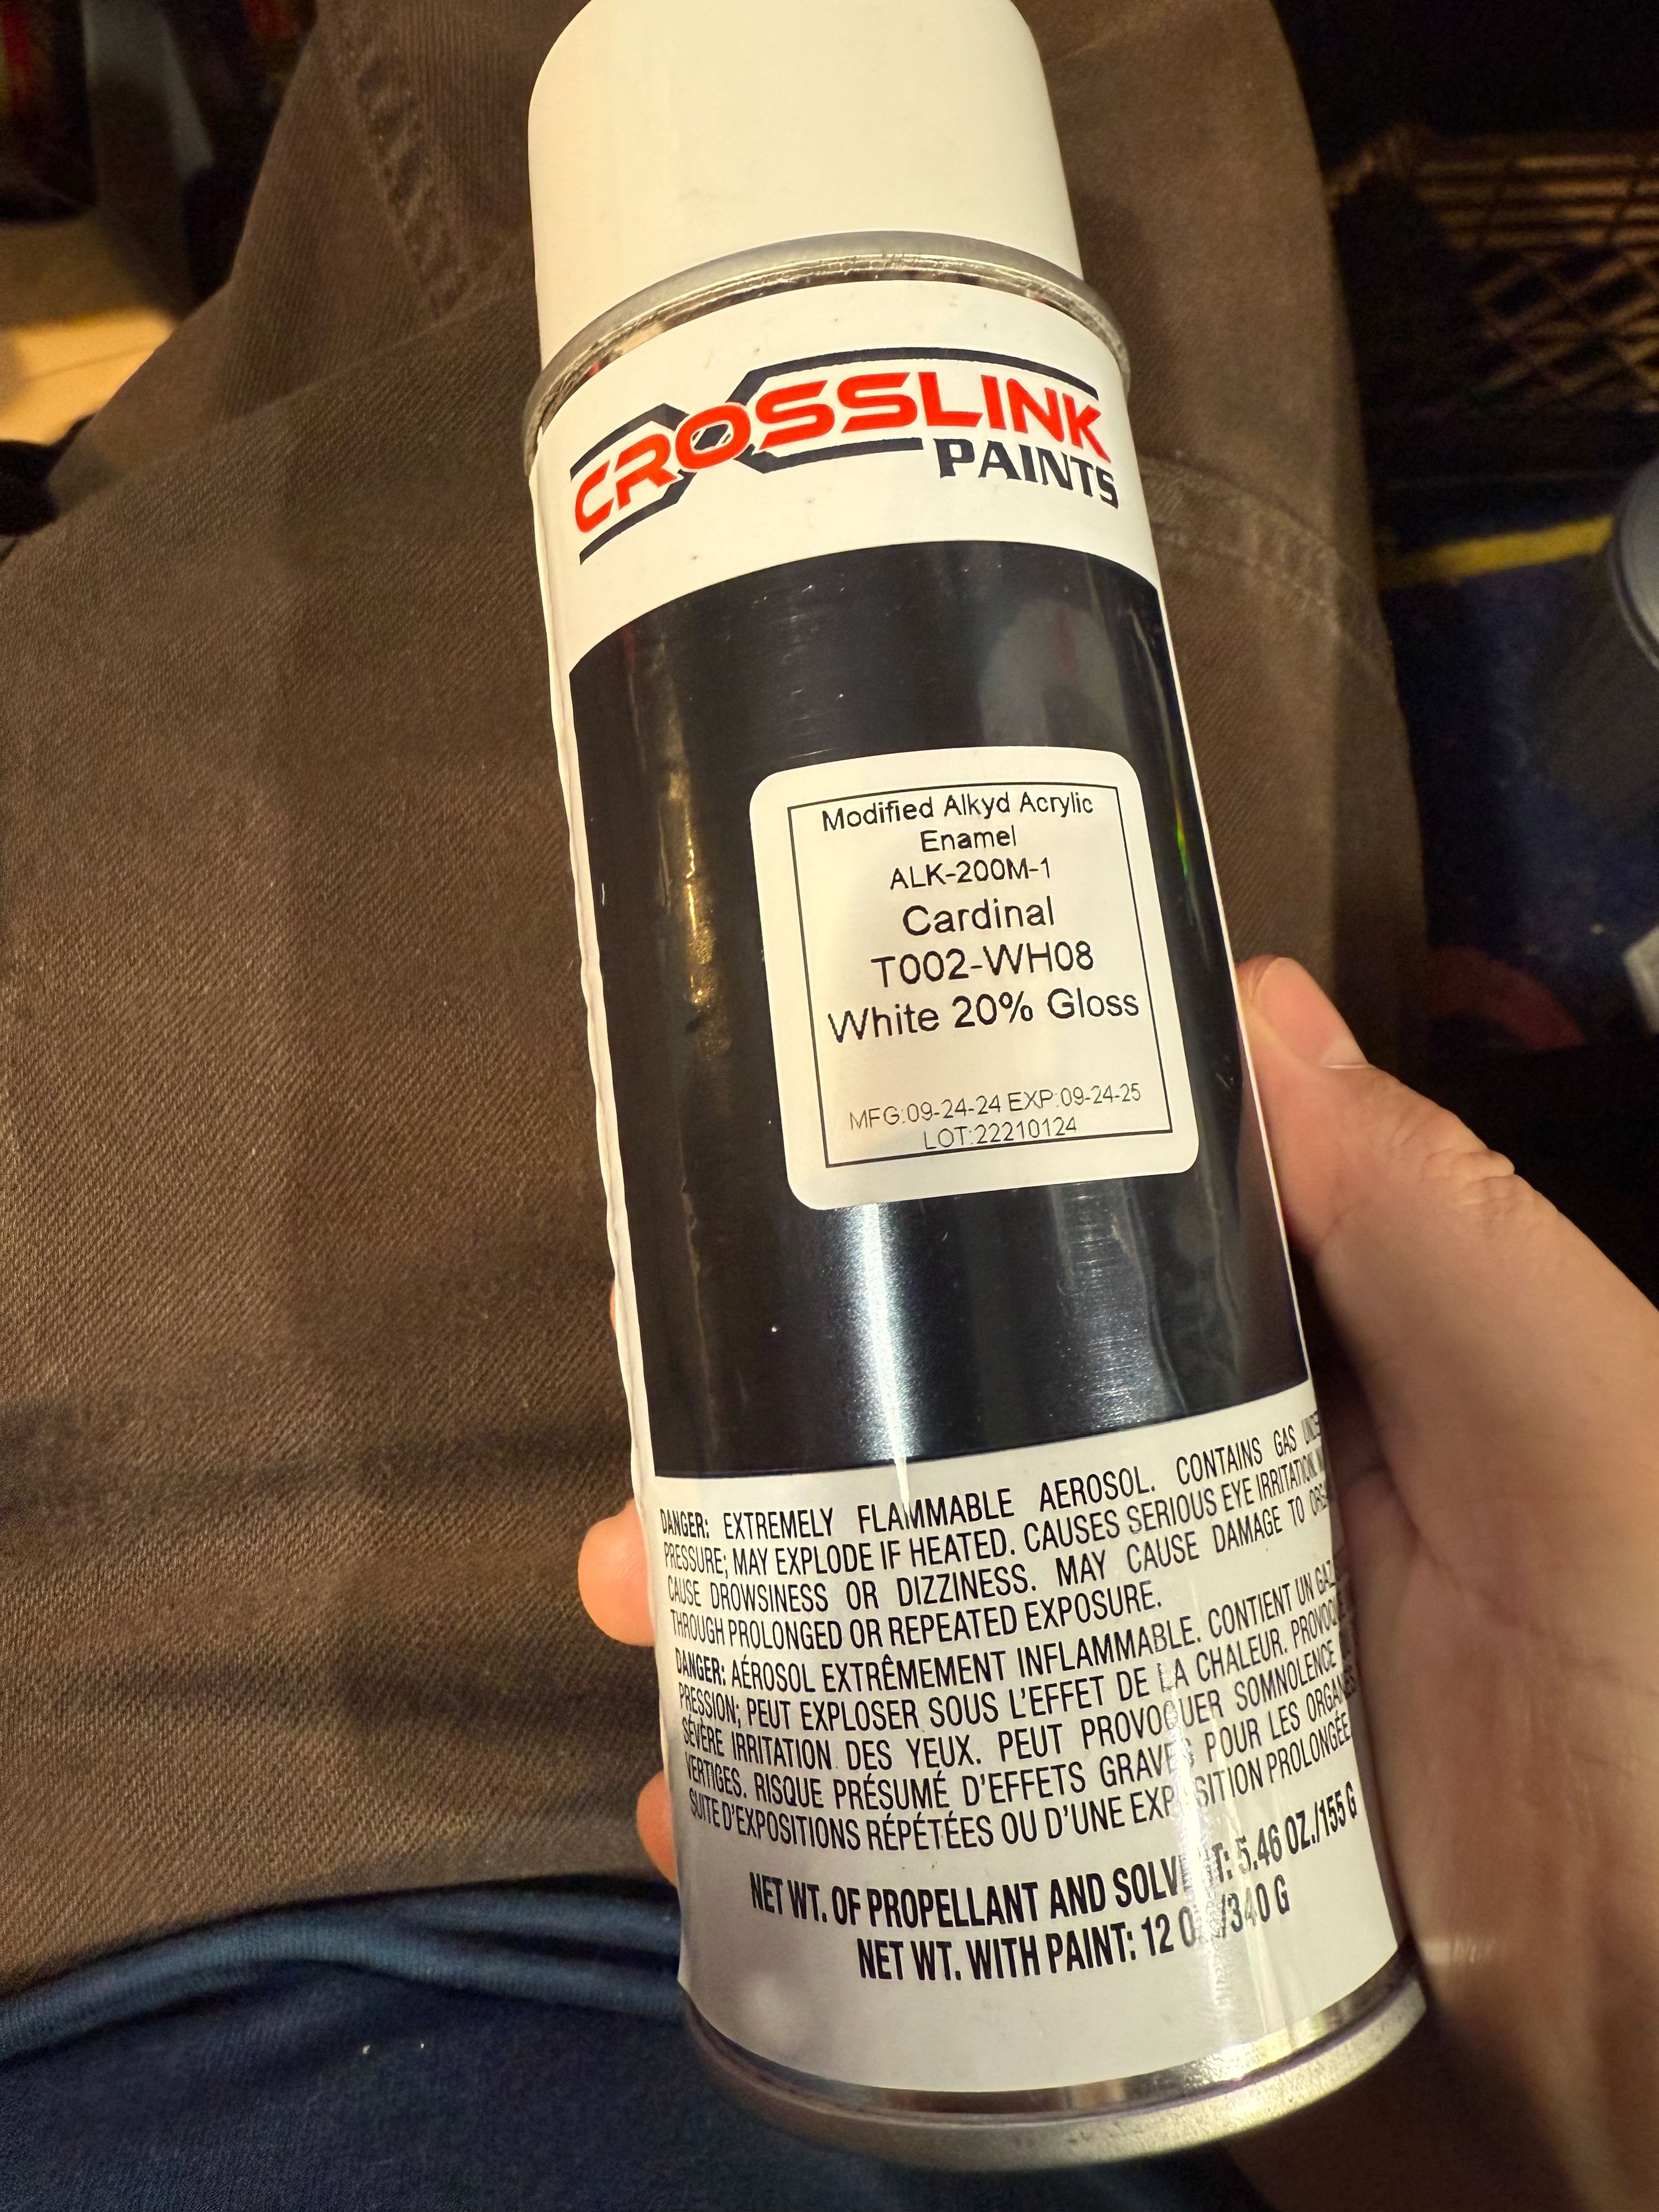 CROSSLINK
PAINTS
Modified Alkyd Acrylic
Enamel
ALK-200M-1
Cardinal
T002-WH08
White 20% Gloss
MFG:09-24-24 EXP:09-24-25
LOT:22210124
DANGER: EXTREMELY FLAMMABLE AEROSOL. CONTAINS GAS
PRESSURE; MAY EXPLODE IF HEATED. CAUSES SERIOUS EYE IRRITATION.
CAUSE DROWSINESS OR DIZZINESS. MAY CAUSE DAMAGE TO
THROUGH PROLONGED OR REPEATED EXPOSURE.
DANGER: AÉROSOL EXTRÊMEMENT INFLAMMABLE. CONTIENT UN GAZ
PRESSION; PEUT EXPLOSER SOUS L'EFFET DE LA CHALEUR.
SÉVÈRE IRRITATION DES YEUX. PEUT PROVOQUER SOMNOLENCE
VERTIGES. RISQUE PRÉSUMÉ D'EFFETS GRAVES POUR LES ORGANES
SUITE D'EXPOSITIONS RÉPÉTÉES OU D'UNE EXPOSITION PROLONGÉE
NET WT. OF PROPELLANT AND SOLVENT: 5.46 OZ./155 G
NET WT. WITH PAINT: 12 OZ./340 G